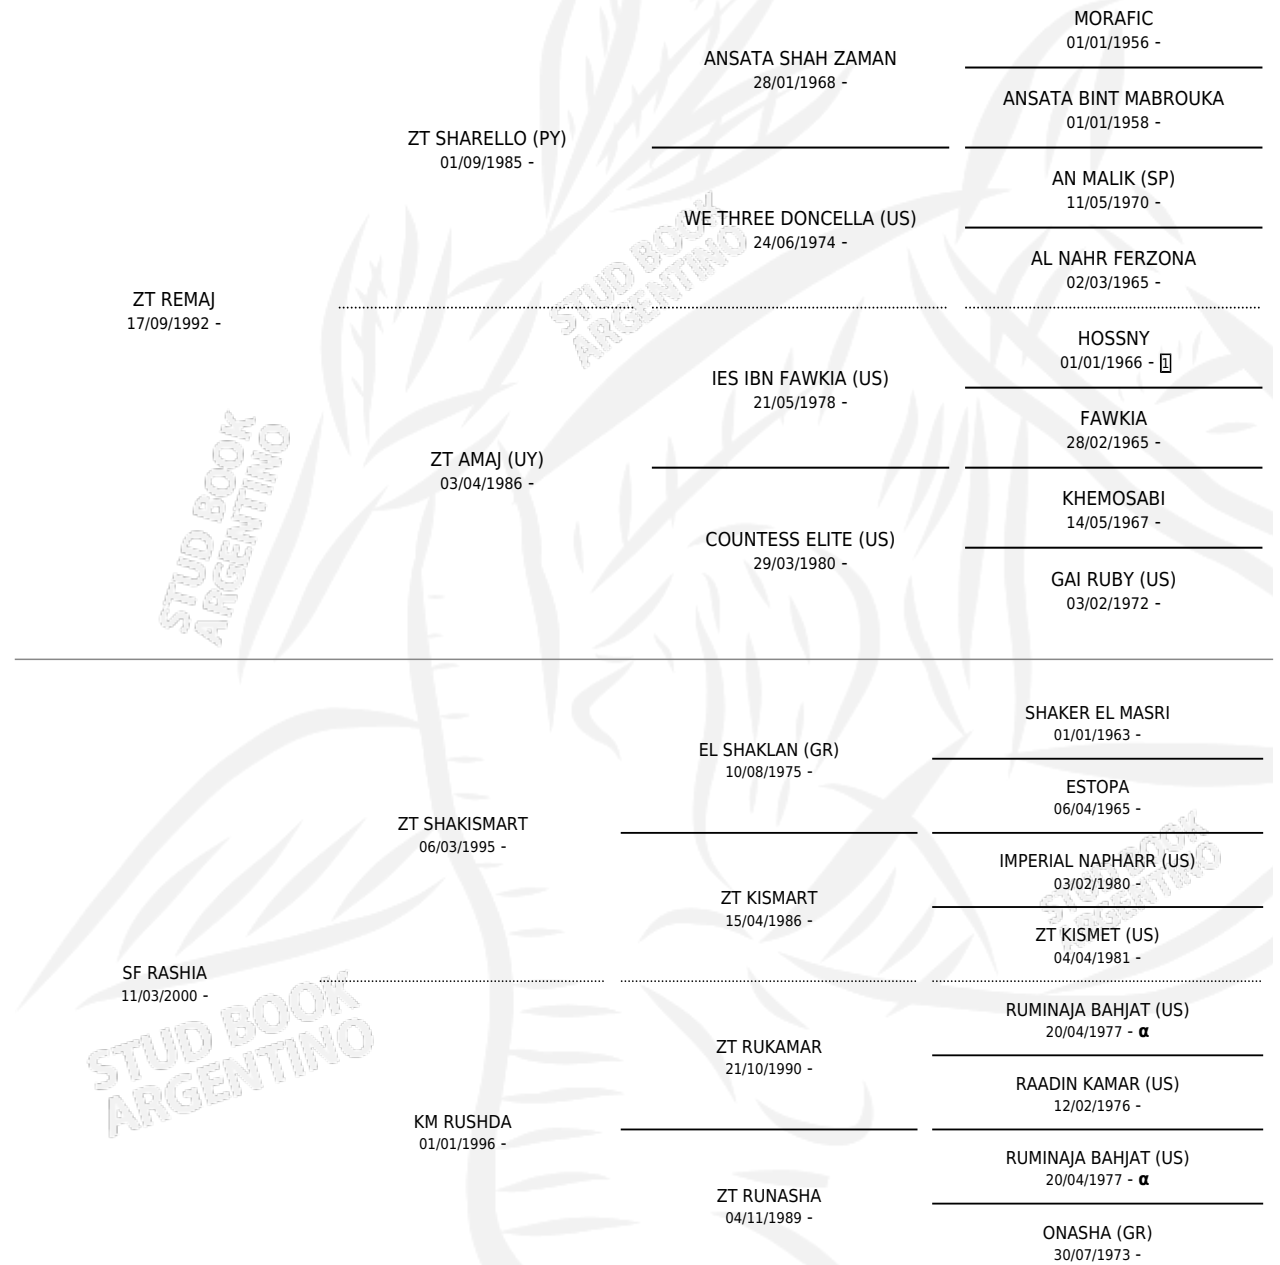 MORAFIC
01/01/1956 -
ANSATA SHAH ZAMAN
28/01/1968 -
ANSATA BINT MABROUKA
01/01/1958 -
ZT SHARELLO (PY)
01/09/1985 -
AN MALIK (SP)
11/05/1970 -
WE THREE DONCELLA (US)
24/06/1974 -
AL NAHR FERZONA
02/03/1965 -
ZT REMAJ
17/09/1992 -
HOSSNY
01/01/1966 - 1
IES IBN FAWKIA (US)
21/05/1978 -
FAWKIA
28/02/1965 -
ZT AMAJ (UY)
03/04/1986 -
KHEMOSABI
14/05/1967 -
COUNTESS ELITE (US)
29/03/1980 -
GAI RUBY (US)
03/02/1972 -
SHAKER EL MASRI
01/01/1963 -
EL SHAKLAN (GR)
10/08/1975 -
ESTOPA
06/04/1965 -
ZT SHAKISMART
06/03/1995 -
IMPERIAL NAPHARR (US)
03/02/1980 -
ZT KISMART
15/04/1986 -
ZT KISMET (US)
04/04/1981 -
SF RASHIA
11/03/2000 -
RUMINAJA BAHJAT (US)
20/04/1977 - α
ZT RUKAMAR
21/10/1990 -
RAADIN KAMAR (US)
12/02/1976 -
KM RUSHDA
01/01/1996 -
RUMINAJA BAHJAT (US)
20/04/1977 - α
ZT RUNASHA
04/11/1989 -
ONASHA (GR)
30/07/1973 -
STUD BOOK
ARGENTINO
STUD BOOK
ARGENTINO
STUD BOOK
ARGENTINO
STUD BOOK
ARGENTINO